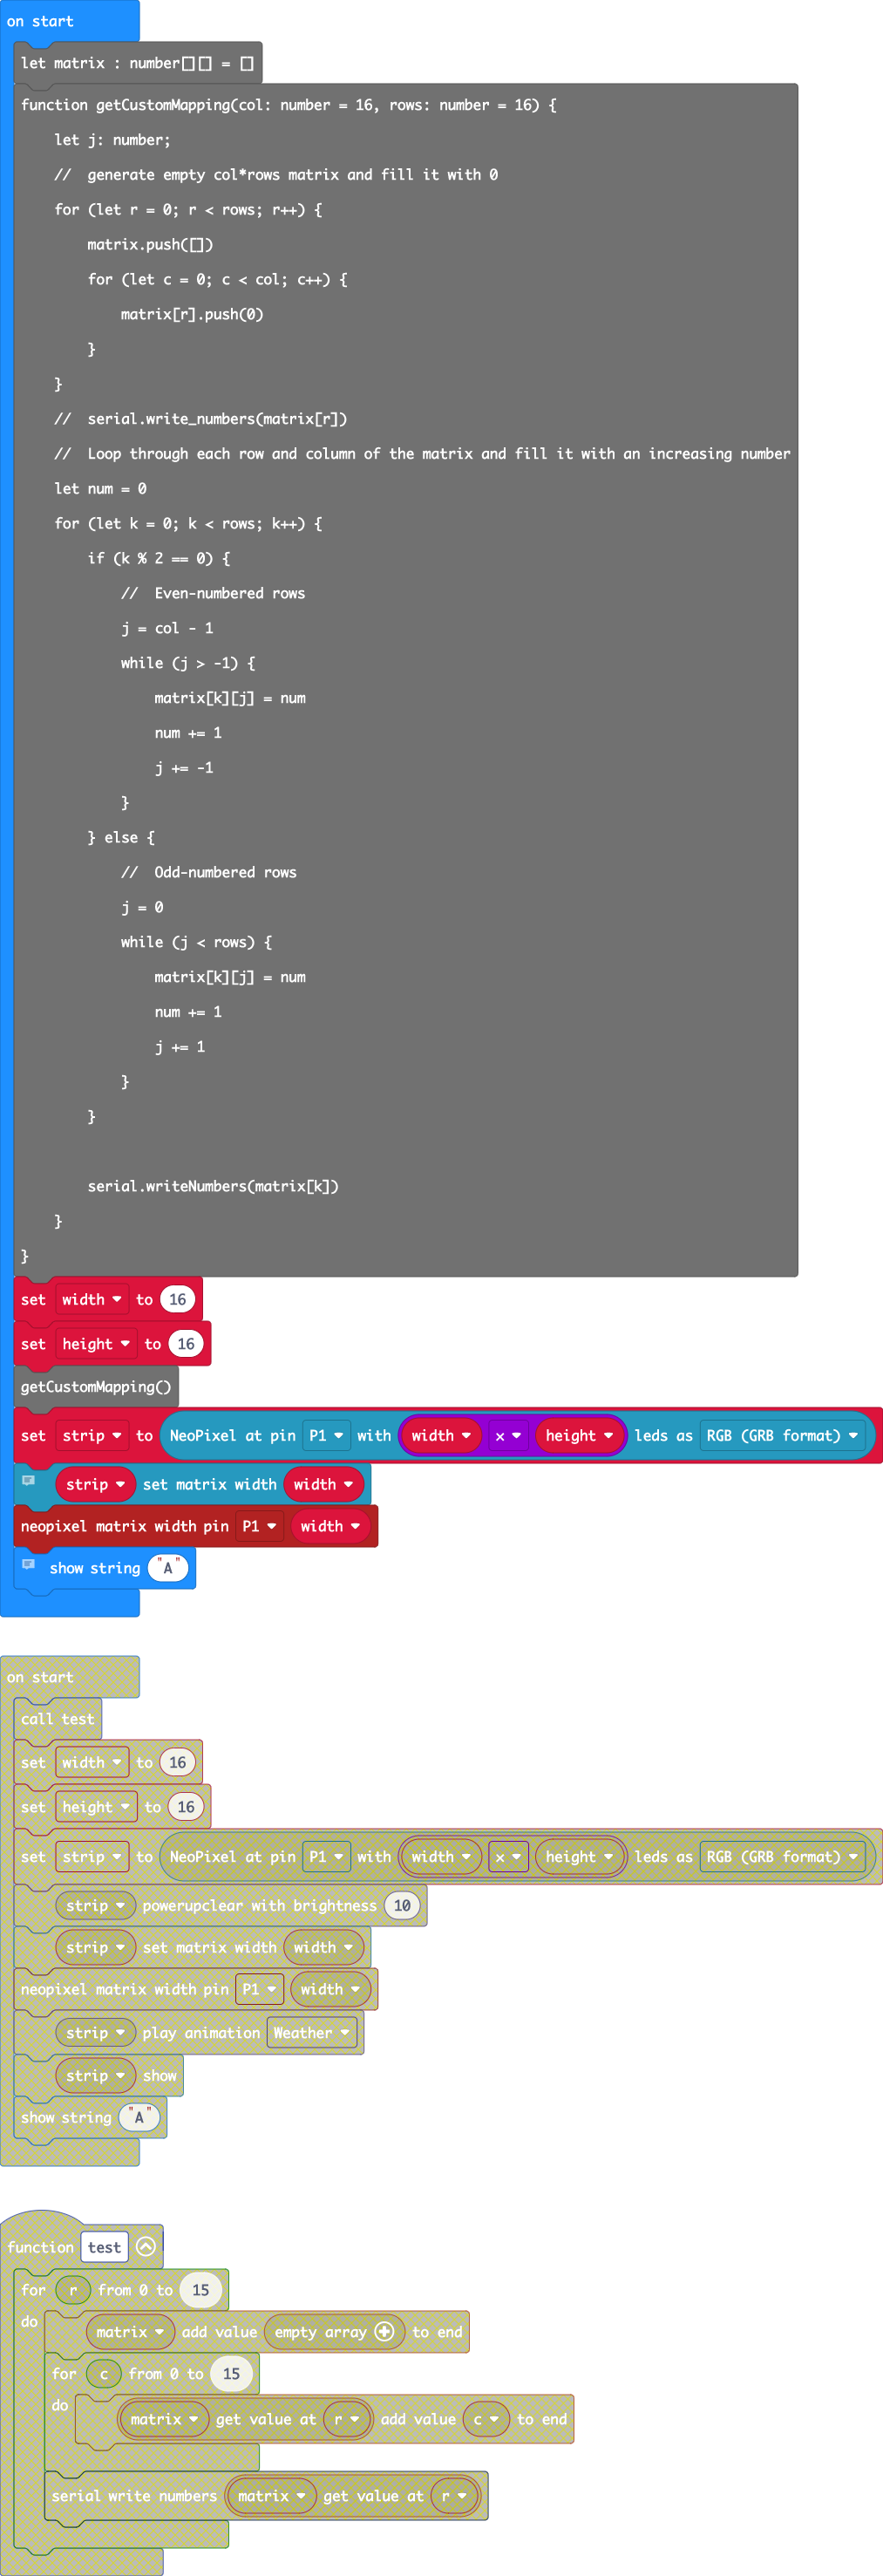 on start
let matrix : number[][] = []
function getCustomMapping(col: number = 16, rows: number = 16) {
let j: number;
//  generate empty col*rows matrix and fill it with 0
for (let r = 0; r < rows; r++) {
matrix.push([])
for (let c = 0; c < col; c++) {
matrix[r].push(0)
}
}
//  serial.write_numbers(matrix[r])
//  Loop through each row and column of the matrix and fill it with an increasing number
let num = 0
for (let k = 0; k < rows; k++) {
if (k % 2 == 0) {
//  Even-numbered rows
j = col - 1
while (j > -1) {
matrix[k][j] = num
num += 1
j += -1
}
} else {
//  Odd-numbered rows
j = 0
while (j < rows) {
matrix[k][j] = num
num += 1
j += 1
}
}
serial.writeNumbers(matrix[k])
}
}
set width to 16
set height to 16
getCustomMapping()
set strip to NeoPixel at pin P1 with width × height leds as RGB (GRB format)
strip set matrix width width
neopixel matrix width pin P1 width
show string "A"
on start
call test
set width to 16
set height to 16
set strip to NeoPixel at pin P1 with width × height leds as RGB (GRB format)
strip powerupclear with brightness 10
strip set matrix width width
neopixel matrix width pin P1 width
strip play animation Weather
strip show
show string "A"
function test
for r from 0 to 15
do
matrix add value empty array to end
for c from 0 to 15
do
matrix get value at r add value c to end
serial write numbers matrix get value at r